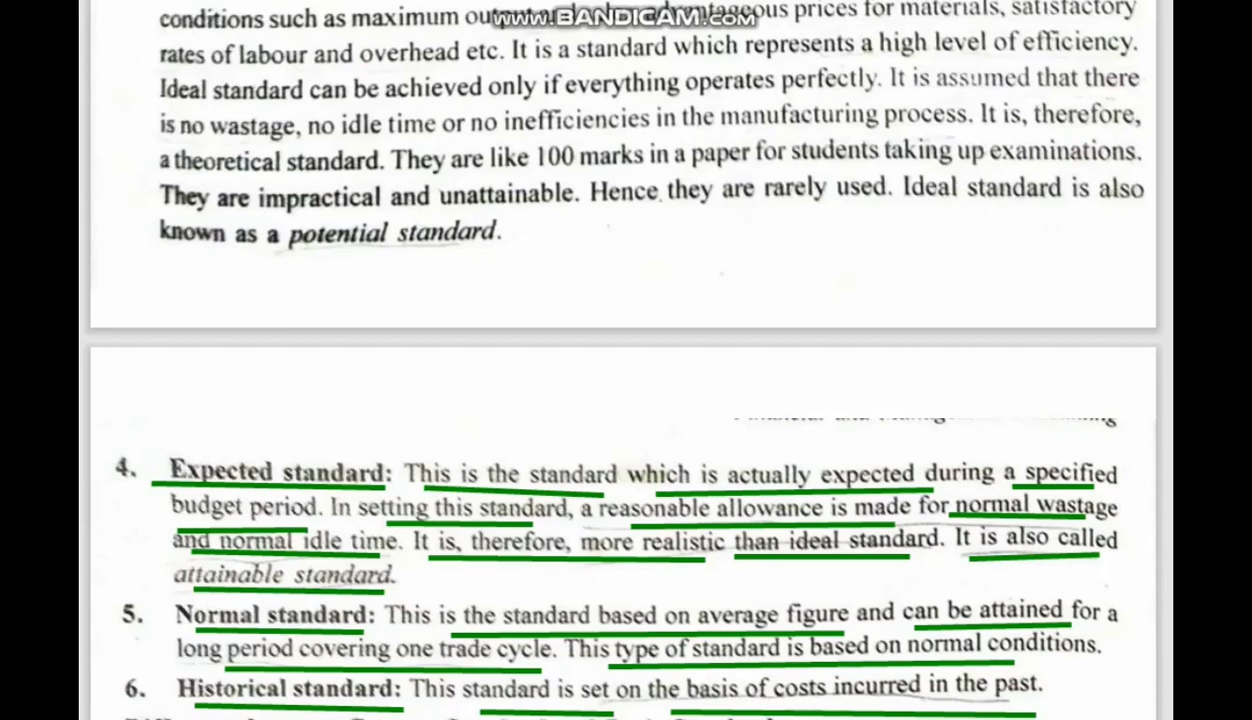 conditions such as maximum
www.BANDICAM.com
prices for materials, satisfactory
rates of labour and overhead etc. It is a standard which represents a high level of efficiency.
Ideal standard can be achieved only if everything operates perfectly. It is assumed that there
is no wastage, no idle time or no inefficiencies in the manufacturing process. It is, therefore,
a theoretical standard. They are like 100 marks in a paper for students taking up examinations.
They are impractical and unattainable. Hence they are rarely used. Ideal standard is also
known as a potential standard.
4. Expected standard: This is the standard which is actually expected during a specified
budget period. In setting this standard, a reasonable allowance is made for normal wastage
and normal idle time. It is, therefore, more realistic than ideal standard. It is also called
attainable standard.
5. Normal standard: This is the standard based on average figure and can be attained for a
long period covering one trade cycle. This type of standard is based on normal conditions.
6. Historical standard: This standard is set on the basis of costs incurred in the past.